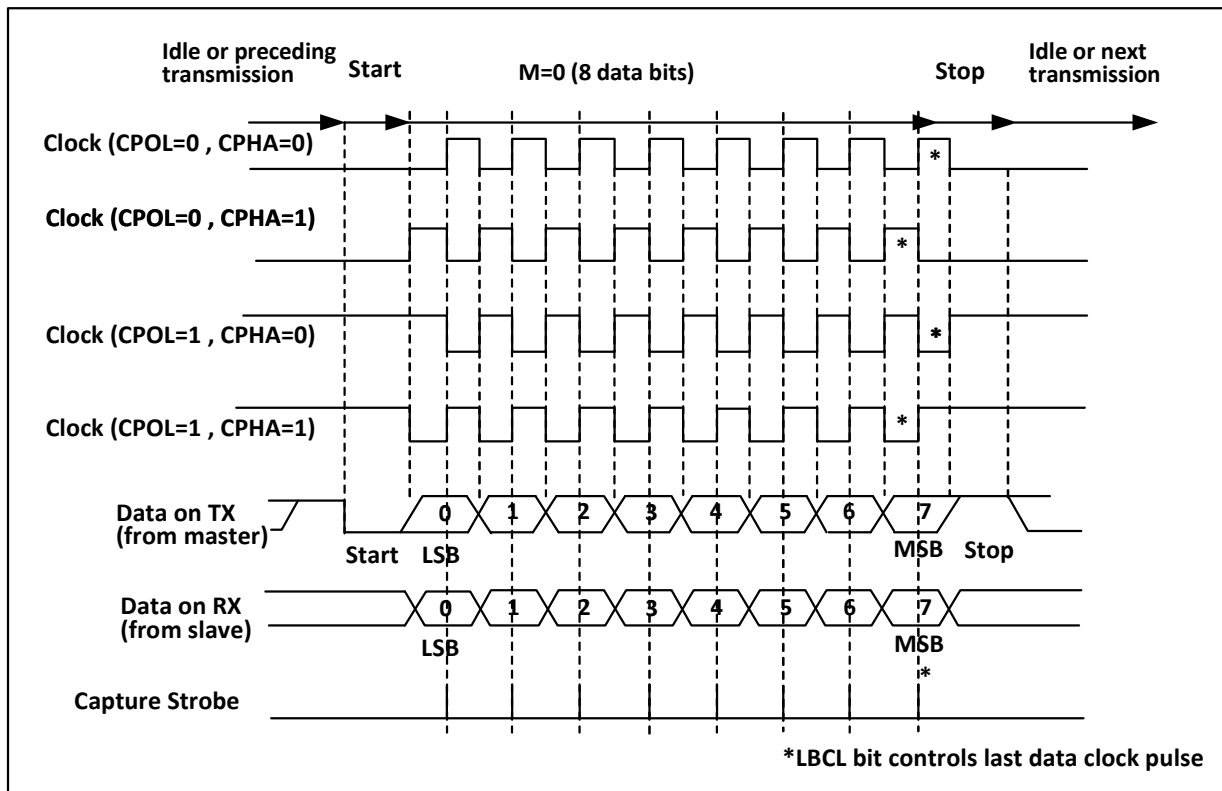 Idle or preceding
transmission
Start
M=0 (8 data bits)
Stop
Idle or next
transmission
Clock (CPOL=0 , CPHA=0)
*
Clock (CPOL=0 , CPHA=1)
*
Clock (CPOL=1 , CPHA=0)
*
Clock (CPOL=1 , CPHA=1)
*
Data on TX
(from master)
0 1 2 3 4 5 6 7
Start LSB MSB Stop
Data on RX
(from slave)
0 1 2 3 4 5 6 7
LSB MSB
*
Capture Strobe
*LBCL bit controls last data clock pulse